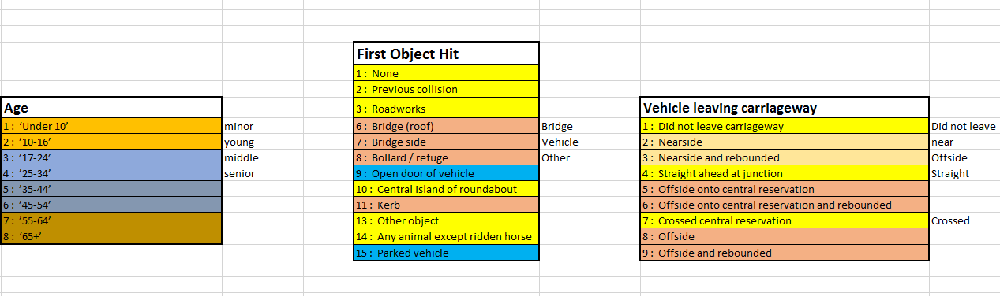 First Object Hit
1 : None
2 : Previous collision
3 : Roadworks
6 : Bridge (roof) Bridge
7 : Bridge side Vehicle
8 : Bollard / refuge Other
9 : Open door of vehicle
10 : Central island of roundabout
11 : Kerb
13 : Other object
14 : Any animal except ridden horse
15 : Parked vehicle
Age
1 : ‘Under 10’ minor
2 : ’10-16’ young
3 : ’17-24’ middle
4 : ’25-34’ senior
5 : ’35-44’
6 : ’45-54’
7 : ’55-64’
8 : ‘65+’
Vehicle leaving carriageway
1 : Did not leave carriageway Did not leave
2 : Nearside near
3 : Nearside and rebounded Offside
4 : Straight ahead at junction Straight
5 : Offside onto central reservation
6 : Offside onto central reservation and rebounded
7 : Crossed central reservation Crossed
8 : Offside
9 : Offside and rebounded